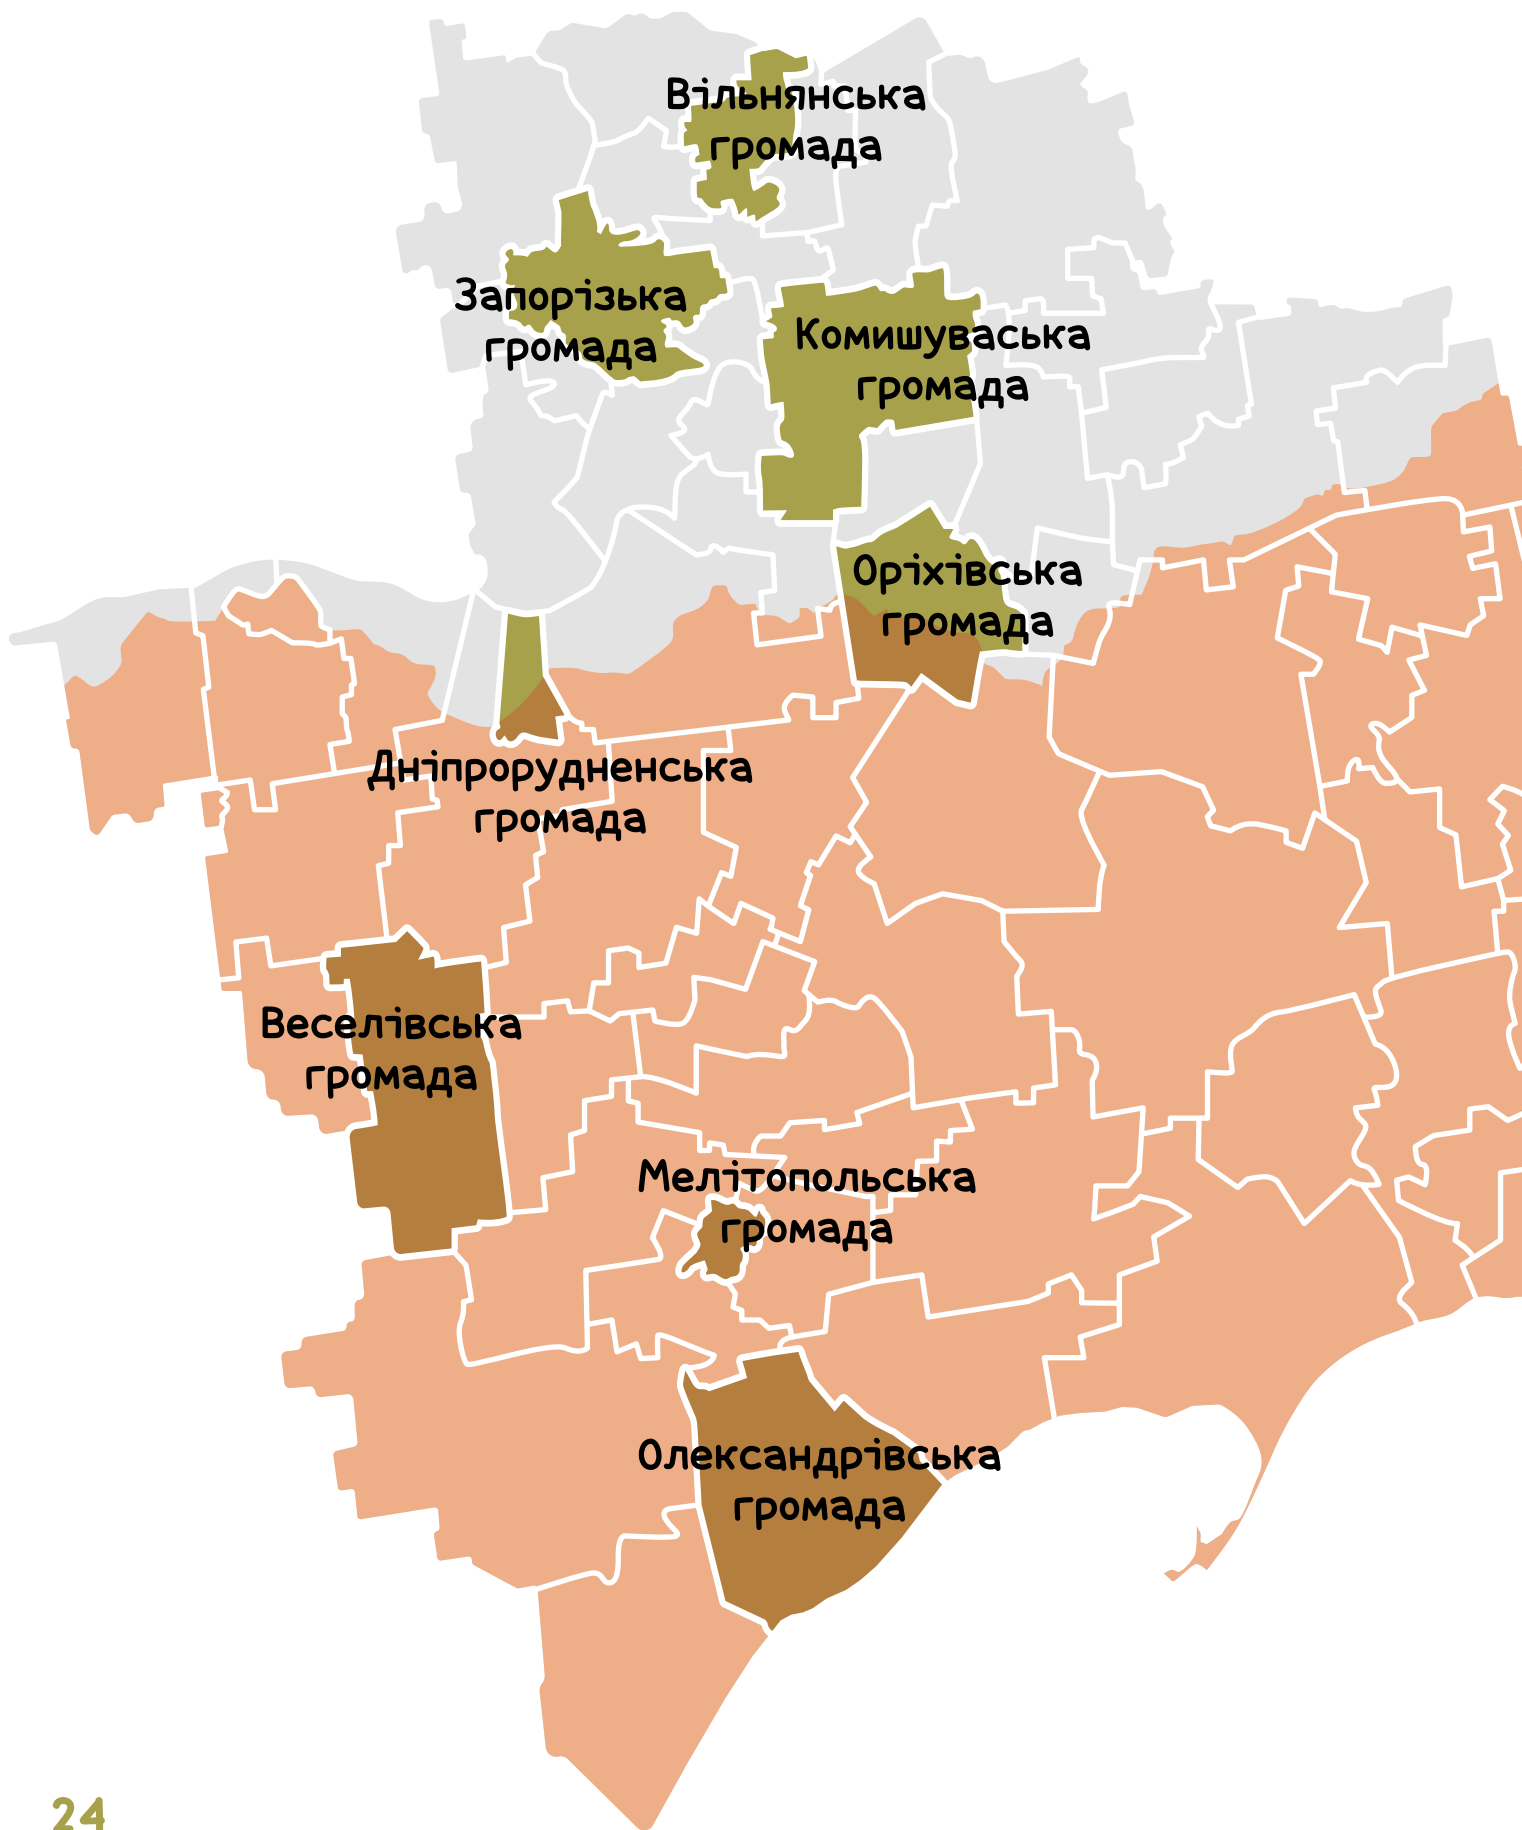 Вільнянська
громада
Запорізька
громада
Комишуваська
громада
Оріхівська
громада
Дніпрорудненська
громада
Веселівська
громада
Мелітопольська
громада
Олександрівська
громада
24